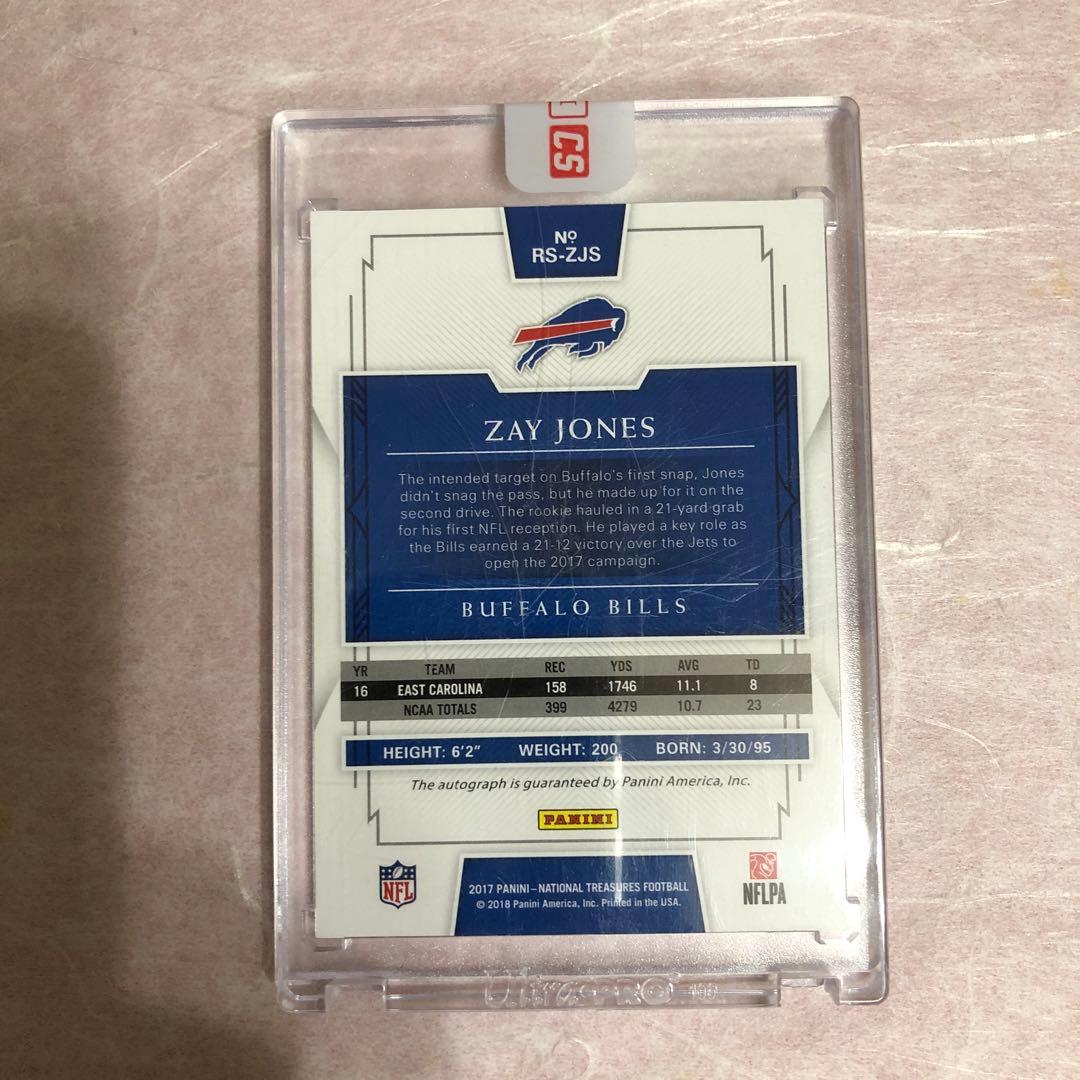 CS
Nº
RS-ZJS
ZAY JONES
The intended target on Buffalo's first snap, Jones
didn't snag the pass, but he made up for it on the
second drive. The rookie hauled in a 21-yard grab
for his first NFL reception. He played a key role as
the Bills earned a 21-12 victory over the Jets to
open the 2017 campaign.
BUFFALO BILLS
YR TEAM REC YDS AVG TD
16 EAST CAROLINA 158 1746 11.1 8
NCAA TOTALS 399 4279 10.7 23
HEIGHT: 6'2" WEIGHT: 200 BORN: 3/30/95
The autograph is guaranteed by Panini America, Inc.
PANINI
NFL
2017 PANINI – NATIONAL TREASURES FOOTBALL
© 2018 Panini America, Inc. Printed in the USA.
NFLPA
Ultra PRO